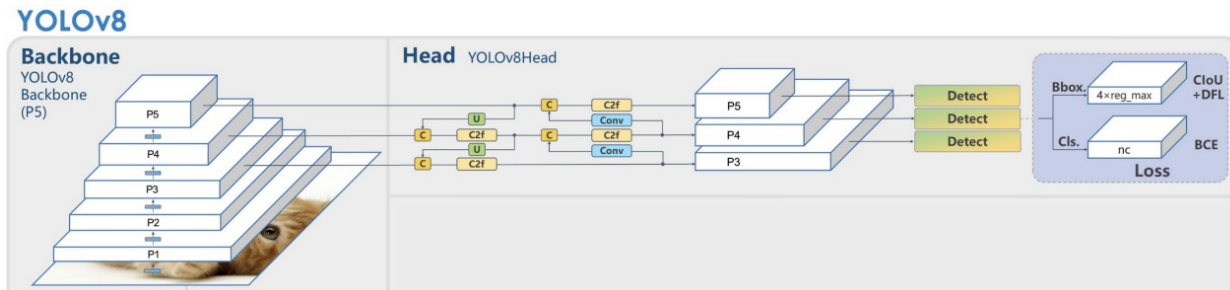 YOLOv8
Backbone
YOLOv8
Backbone
(P5)
P5
P4
P3
P2
P1
Head YOLOv8Head
C
C2f
U
Conv
C
C2f
C
C2f
U
Conv
C
C2f
P5
P4
P3
Detect
Detect
Detect
Bbox.
4×reg_max
CIoU
+DFL
Cls.
nc
BCE
Loss